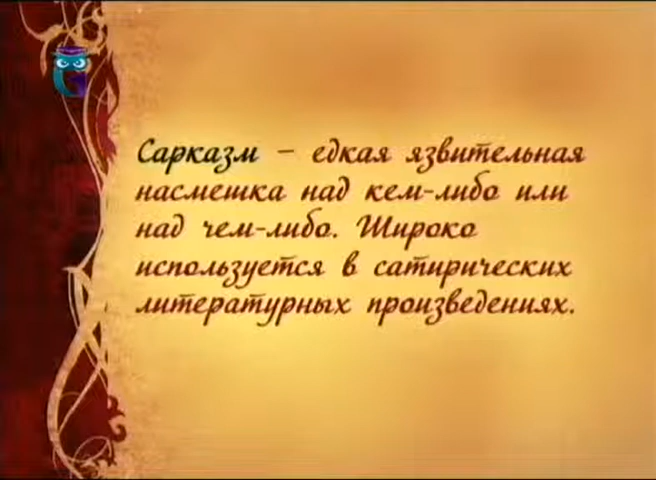 Сарказм – едкая язвительная
насмешка над кем-либо или
над чем-либо. Широко
используется в сатирических
литературных произведениях.